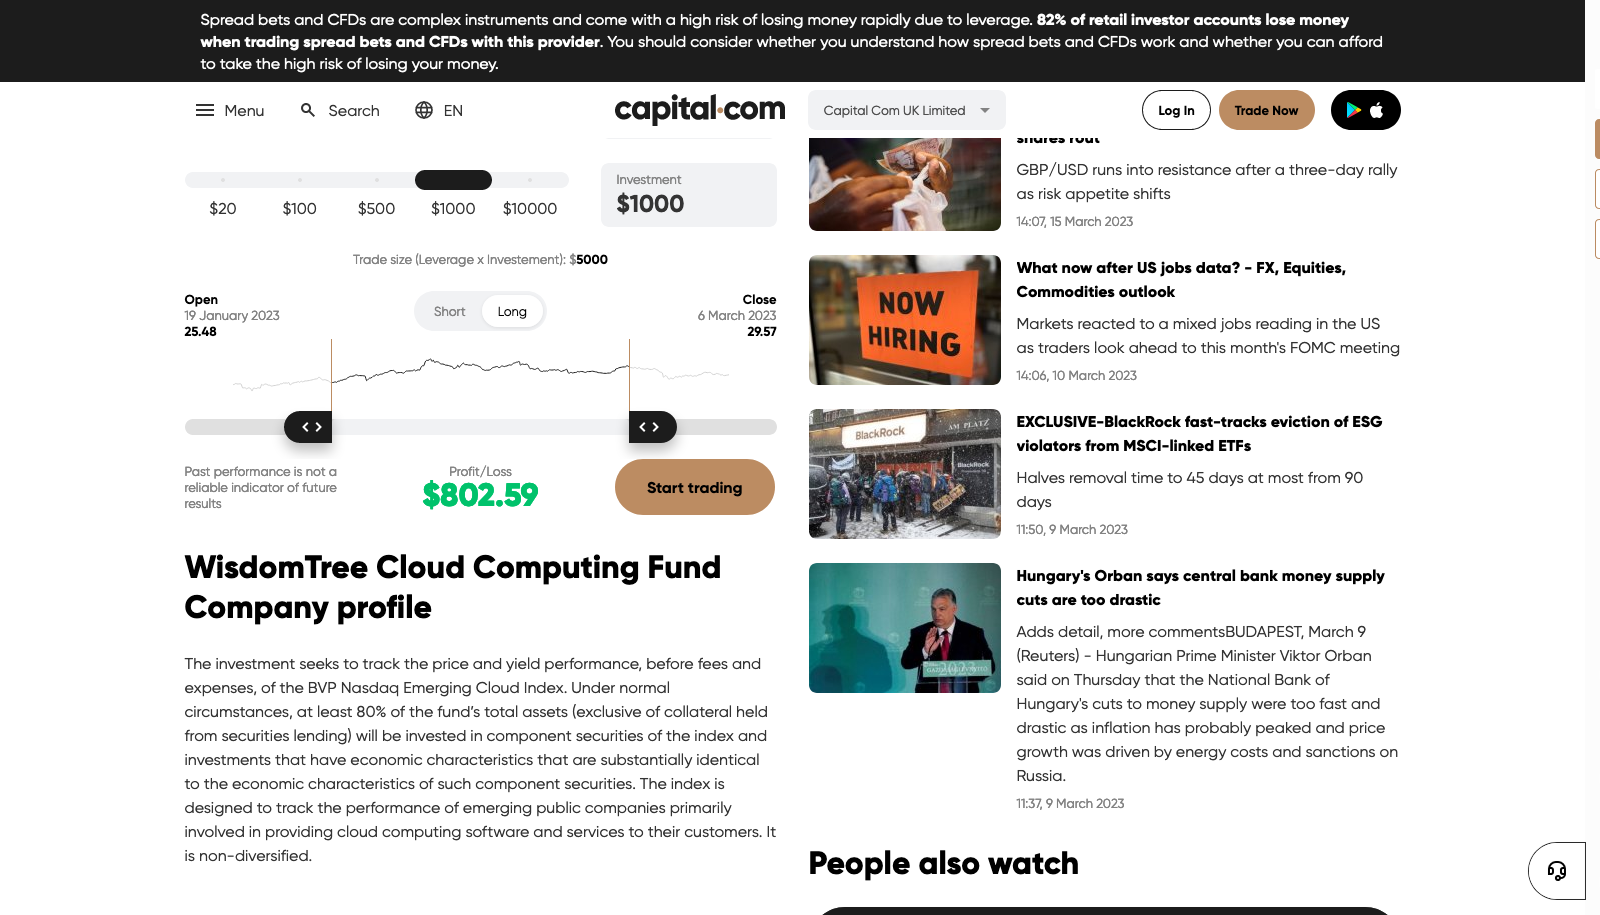 Spread bets and CFDs are complex instruments and come with a high risk of losing money rapidly due to leverage. 82% of retail investor accounts lose money
when trading spread bets and CFDs with this provider. You should consider whether you understand how spread bets and CFDs work and whether you can afford
to take the high risk of losing your money.
Menu
Search
EN
capital.com
Capital Com UK Limited
Log In
Trade Now
$20
$100
$500
$1000
$10000
Investment
$1000
Trade size (Leverage x Investement): $5000
Open
19 January 2023
25.48
Short
Long
Close
6 March 2023
29.57
Past performance is not a
reliable indicator of future
results
Profit/Loss
$802.59
Start trading
WisdomTree Cloud Computing Fund
Company profile
The investment seeks to track the price and yield performance, before fees and
expenses, of the BVP Nasdaq Emerging Cloud Index. Under normal
circumstances, at least 80% of the fund's total assets (exclusive of collateral held
from securities lending) will be invested in component securities of the index and
investments that have economic characteristics that are substantially identical
to the economic characteristics of such component securities. The index is
designed to track the performance of emerging public companies primarily
involved in providing cloud computing software and services to their customers. It
is non-diversified.
shares rout
GBP/USD runs into resistance after a three-day rally
as risk appetite shifts
14:07, 15 March 2023
NOW
HIRING
What now after US jobs data? - FX, Equities,
Commodities outlook
Markets reacted to a mixed jobs reading in the US
as traders look ahead to this month's FOMC meeting
14:06, 10 March 2023
BlackRock
AM PLATZ
BlackRock
EXCLUSIVE-BlackRock fast-tracks eviction of ESG
violators from MSCI-linked ETFs
Halves removal time to 45 days at most from 90
days
11:50, 9 March 2023
2023
Hungary's Orban says central bank money supply
cuts are too drastic
Adds detail, more commentsBUDAPEST, March 9
(Reuters) - Hungarian Prime Minister Viktor Orban
said on Thursday that the National Bank of
Hungary's cuts to money supply were too fast and
drastic as inflation has probably peaked and price
growth was driven by energy costs and sanctions on
Russia.
11:37, 9 March 2023
People also watch